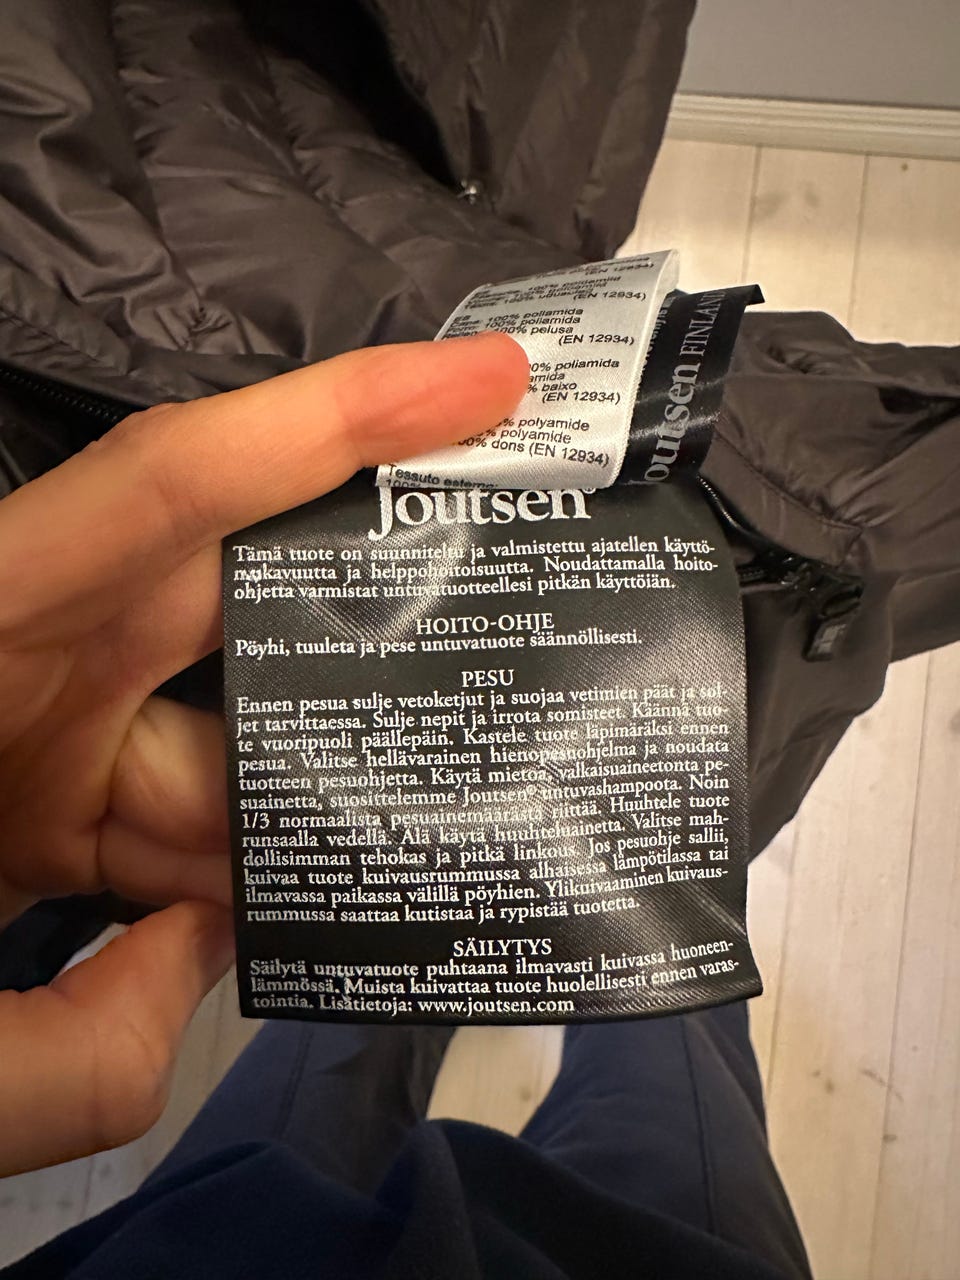 (EN 12934)
(EN 12934)
ES
100% poliamida
100% poliamida
100% pelusa
(EN 12934)
poliamida
baixo
(EN 12934)
% polyamide
% polyamide
dons (EN 12934)
Tessuto esterno:
Joutsen FINLAND
Joutsen®
Tämä tuote on suunniteltu ja valmistettu ajatellen käyttö-
mukavuutta ja helppohoitoisuutta. Noudattamalla hoito-
ohjetta varmistat untuvatuotteellesi pitkän käyttöiän.
HOITO-OHJE
Pöyhi, tuuleta ja pese untuvatuote säännöllisesti.
PESU
Ennen pesua sulje vetoketjut ja suojaa vetimien päät ja sol-
jet tarvittaessa. Sulje nepit ja irrota somisteet. Käännä tuo-
te vuoripuoli päällepäin. Kastele tuote läpimäräksi ennen
pesua. Valitse hellävarainen hienopesuohjelma ja noudata
tuotteen pesuohjetta. Käytä mietoa, valkaisuaineetonta pe-
suainetta, suosittelemme Joutsen® untuvashampoota. Noin
1/3 normaalista pesuainemäärästä riittää. Huuhtele tuote
runsaalla vedellä. Älä käytä huuhteluainetta. Valitse mah-
dollisimman tehokas ja pitkä linkous. Jos pesuohje sallii,
kuivaa tuote kuivausrummussa alhaisessa lämpötilassa tai
ilmavassa paikassa välillä pöyhien. Ylikuivaaminen kuivaus-
rummussa saattaa kutistaa ja rypistää tuotetta.
SÄILYTYS
Säilytä untuvatuote puhtaana ilmavasti kuivassa huoneen-
lämmössä. Muista kuivattaa tuote huolellisesti ennen varas-
tointia. Lisätietoja: www.joutsen.com